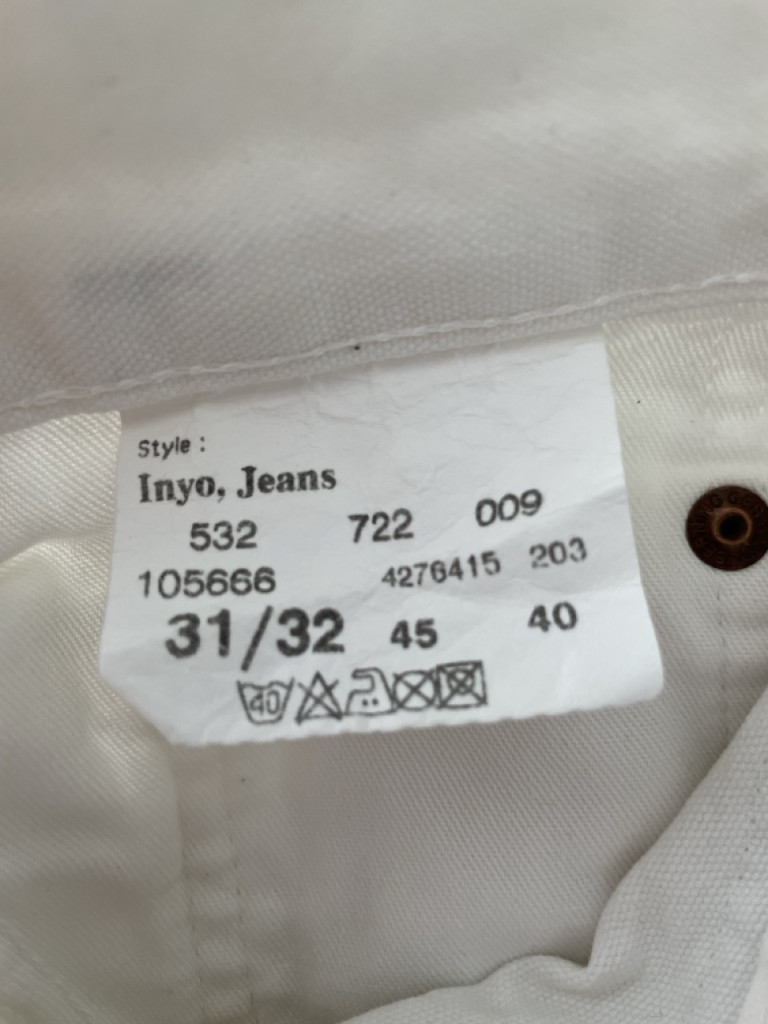 Style :
Inyo, Jeans
532 722 009
105666 4276415 203
31/32 45 40
40